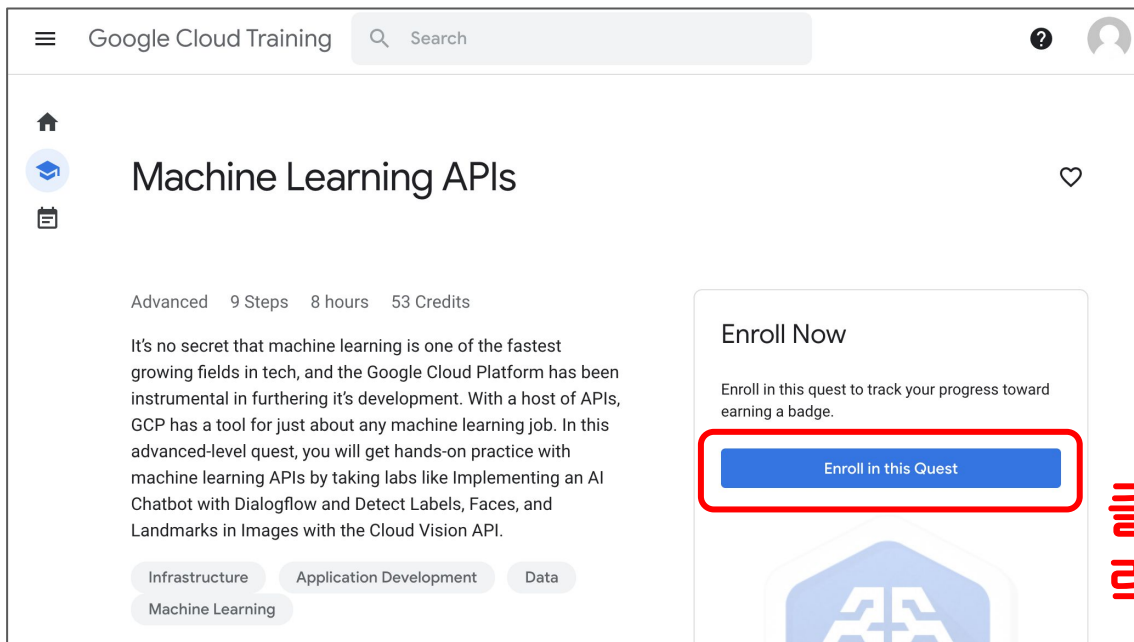 Google Cloud Training
Search
Machine Learning APIs
Advanced 9 Steps 8 hours 53 Credits
It's no secret that machine learning is one of the fastest
growing fields in tech, and the Google Cloud Platform has been
instrumental in furthering it's development. With a host of APIs,
GCP has a tool for just about any machine learning job. In this
advanced-level quest, you will get hands-on practice with
machine learning APIs by taking labs like Implementing an AI
Chatbot with Dialogflow and Detect Labels, Faces, and
Landmarks in Images with the Cloud Vision API.
Infrastructure Application Development Data
Machine Learning
Enroll Now
Enroll in this quest to track your progress toward
earning a badge.
Enroll in this Quest